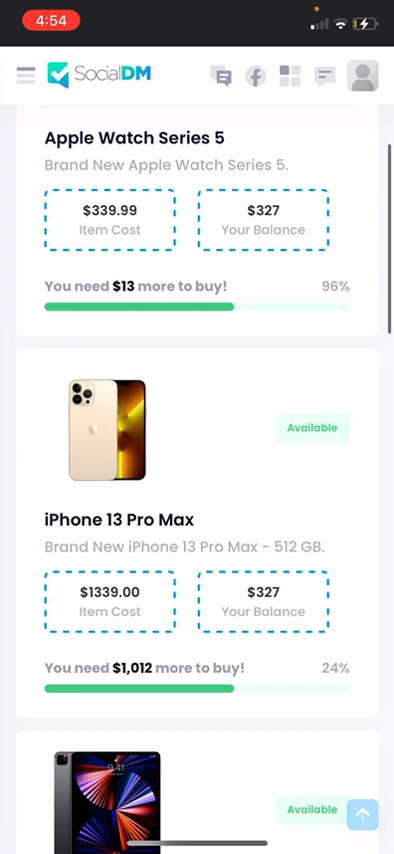 4:54
SocialDM
Apple Watch Series 5
Brand New Apple Watch Series 5.
$339.99
Item Cost
$327
Your Balance
You need $13 more to buy!
96%
Available
iPhone 13 Pro Max
Brand New iPhone 13 Pro Max - 512 GB.
$1339.00
Item Cost
$327
Your Balance
You need $1,012 more to buy!
24%
9:41
Available